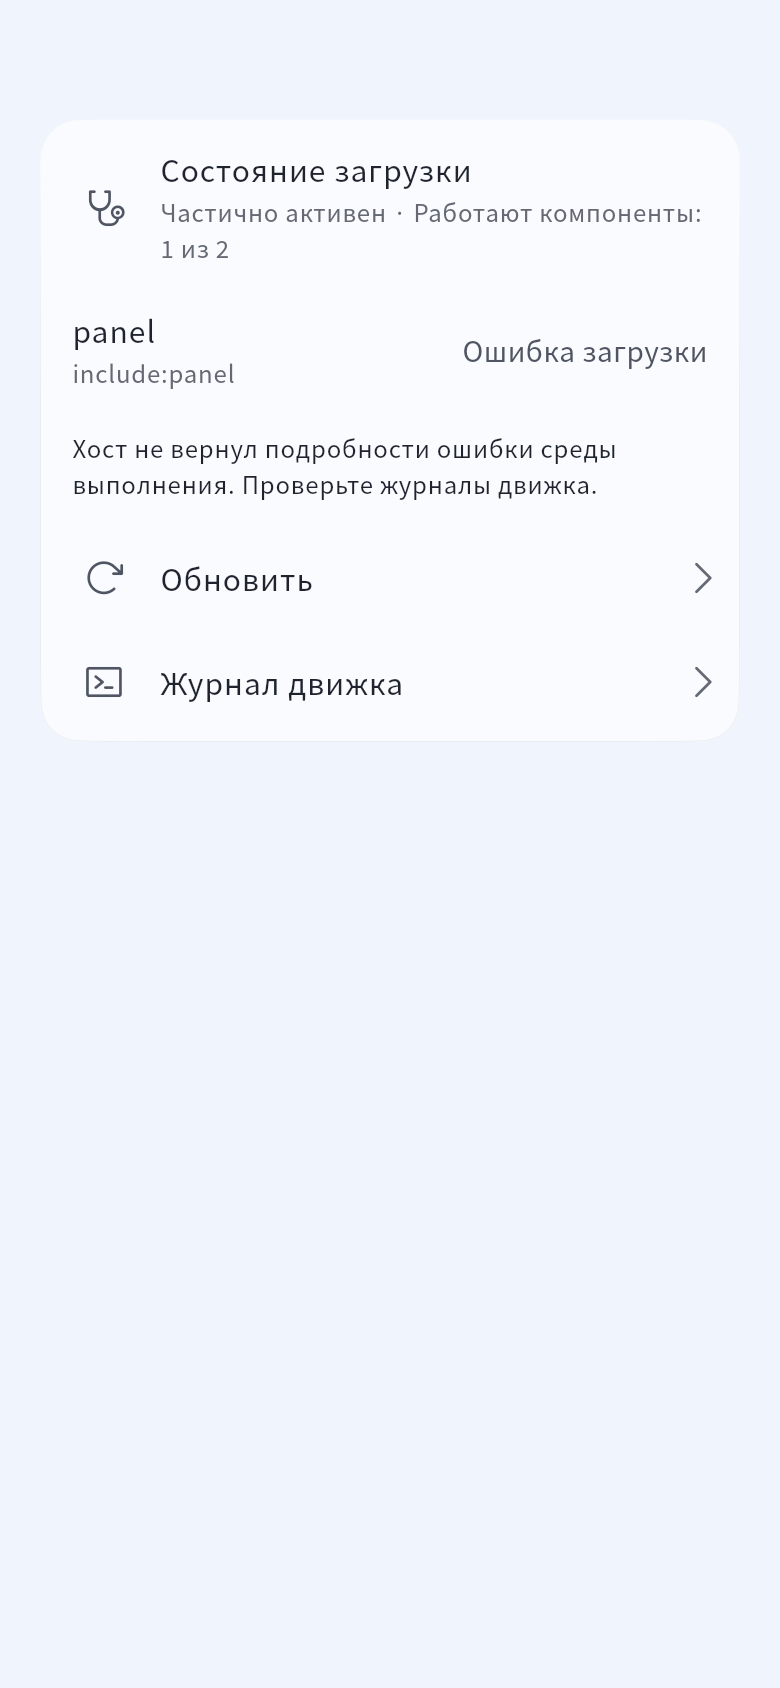 Состояние загрузки
Частично активен · Работают компоненты:
1 из 2
panel
include:panel
Ошибка загрузки
Хост не вернул подробности ошибки среды
выполнения. Проверьте журналы движка.
Обновить
Журнал движка